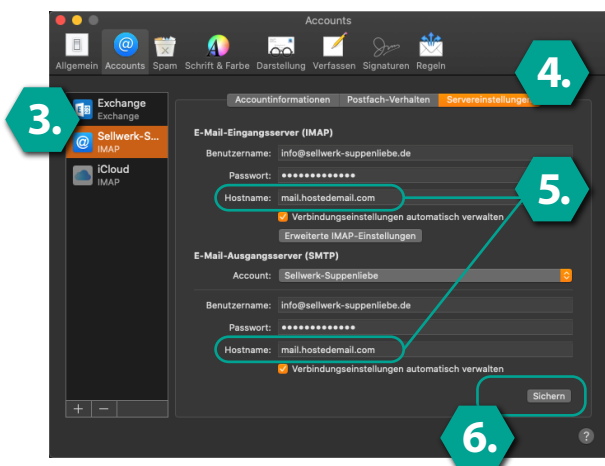 Accounts
Allgemein Accounts Spam Schrift & Farbe Darstellung Verfassen Signaturen Regeln
4.
3.
Exchange
Exchange
Sellwerk-S...
IMAP
iCloud
IMAP
Accountinformationen Postfach-Verhalten Servereinstellungen
E-Mail-Eingangsserver (IMAP)
Benutzername: info@sellwerk-suppenliebe.de
Passwort: •••••••••••••
Hostname: mail.hostedemail.com
5.
Verbindungseinstellungen automatisch verwalten
Erweiterte IMAP-Einstellungen
E-Mail-Ausgangsserver (SMTP)
Account: Sellwerk-Suppenliebe
Benutzername: info@sellwerk-suppenliebe.de
Passwort: •••••••••••••
Hostname: mail.hostedemail.com
Verbindungseinstellungen automatisch verwalten
Sichern
+ −
6.
?